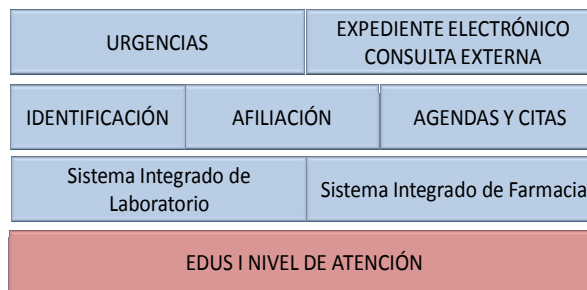 URGENCIAS
EXPEDIENTE ELECTRÓNICO
CONSULTA EXTERNA
IDENTIFICACIÓN
AFILIACIÓN
AGENDAS Y CITAS
Sistema Integrado de
Laboratorio
Sistema Integrado de Farmacia
EDUS I NIVEL DE ATENCIÓN